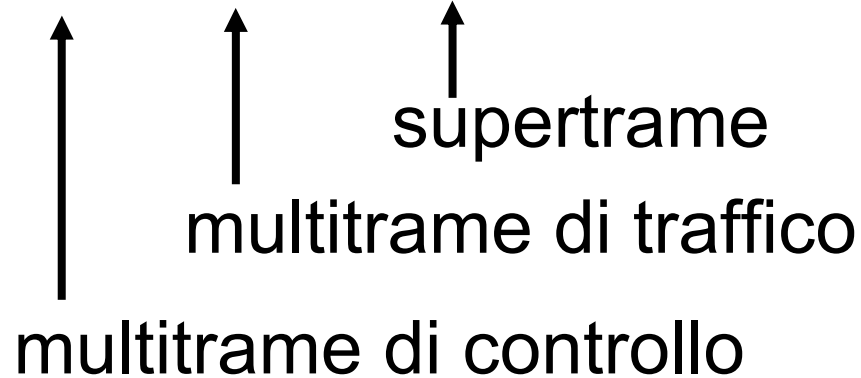 supertrame
multitrame di traffico
multitrame di controllo